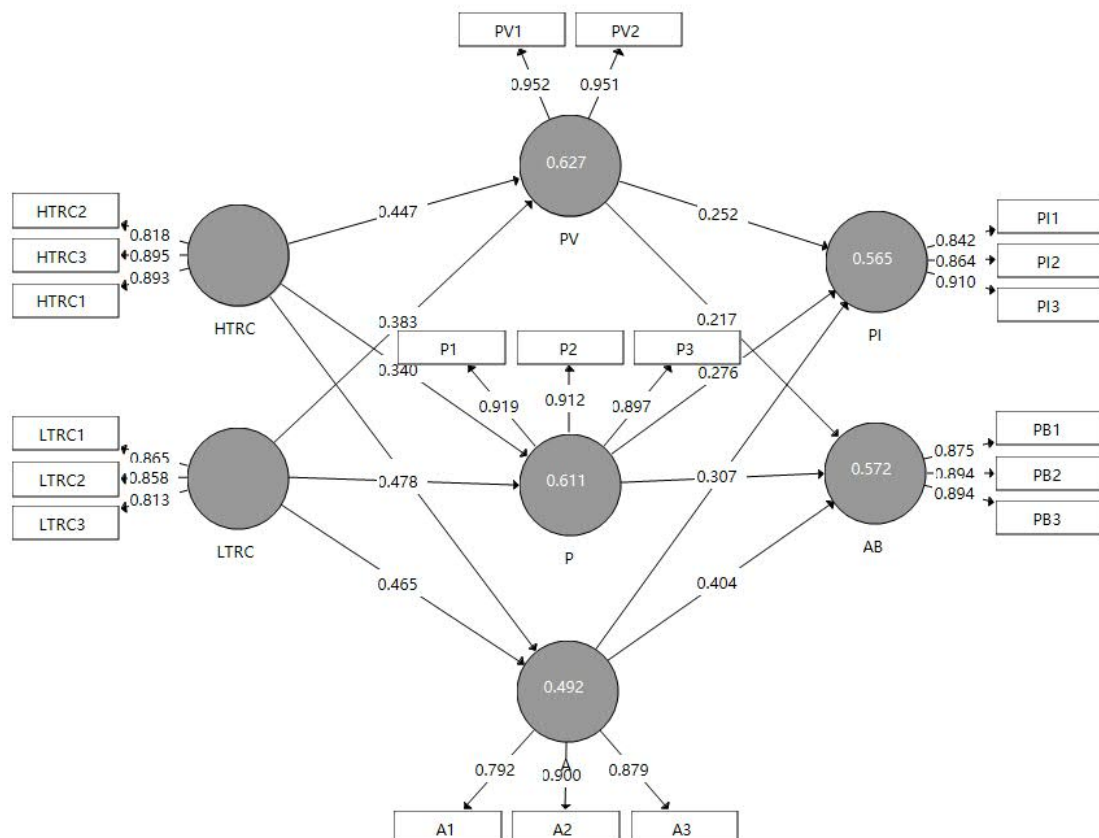 PV1
PV2
0.952
0.951
0.627
PV
HTRC2
HTRC3
HTRC1
0.818
0.895
0.893
HTRC
0.447
0.252
0.565
PI
0.842
0.864
0.910
PI1
PI2
PI3
0.383
0.217
P1
P2
P3
0.340
0.276
0.919
0.912
0.897
0.611
P
LTRC1
LTRC2
LTRC3
0.865
0.858
0.813
LTRC
0.478
0.307
0.572
AB
0.875
0.894
0.894
PB1
PB2
PB3
0.465
0.404
0.492
A
0.792
0.900
0.879
A1
A2
A3